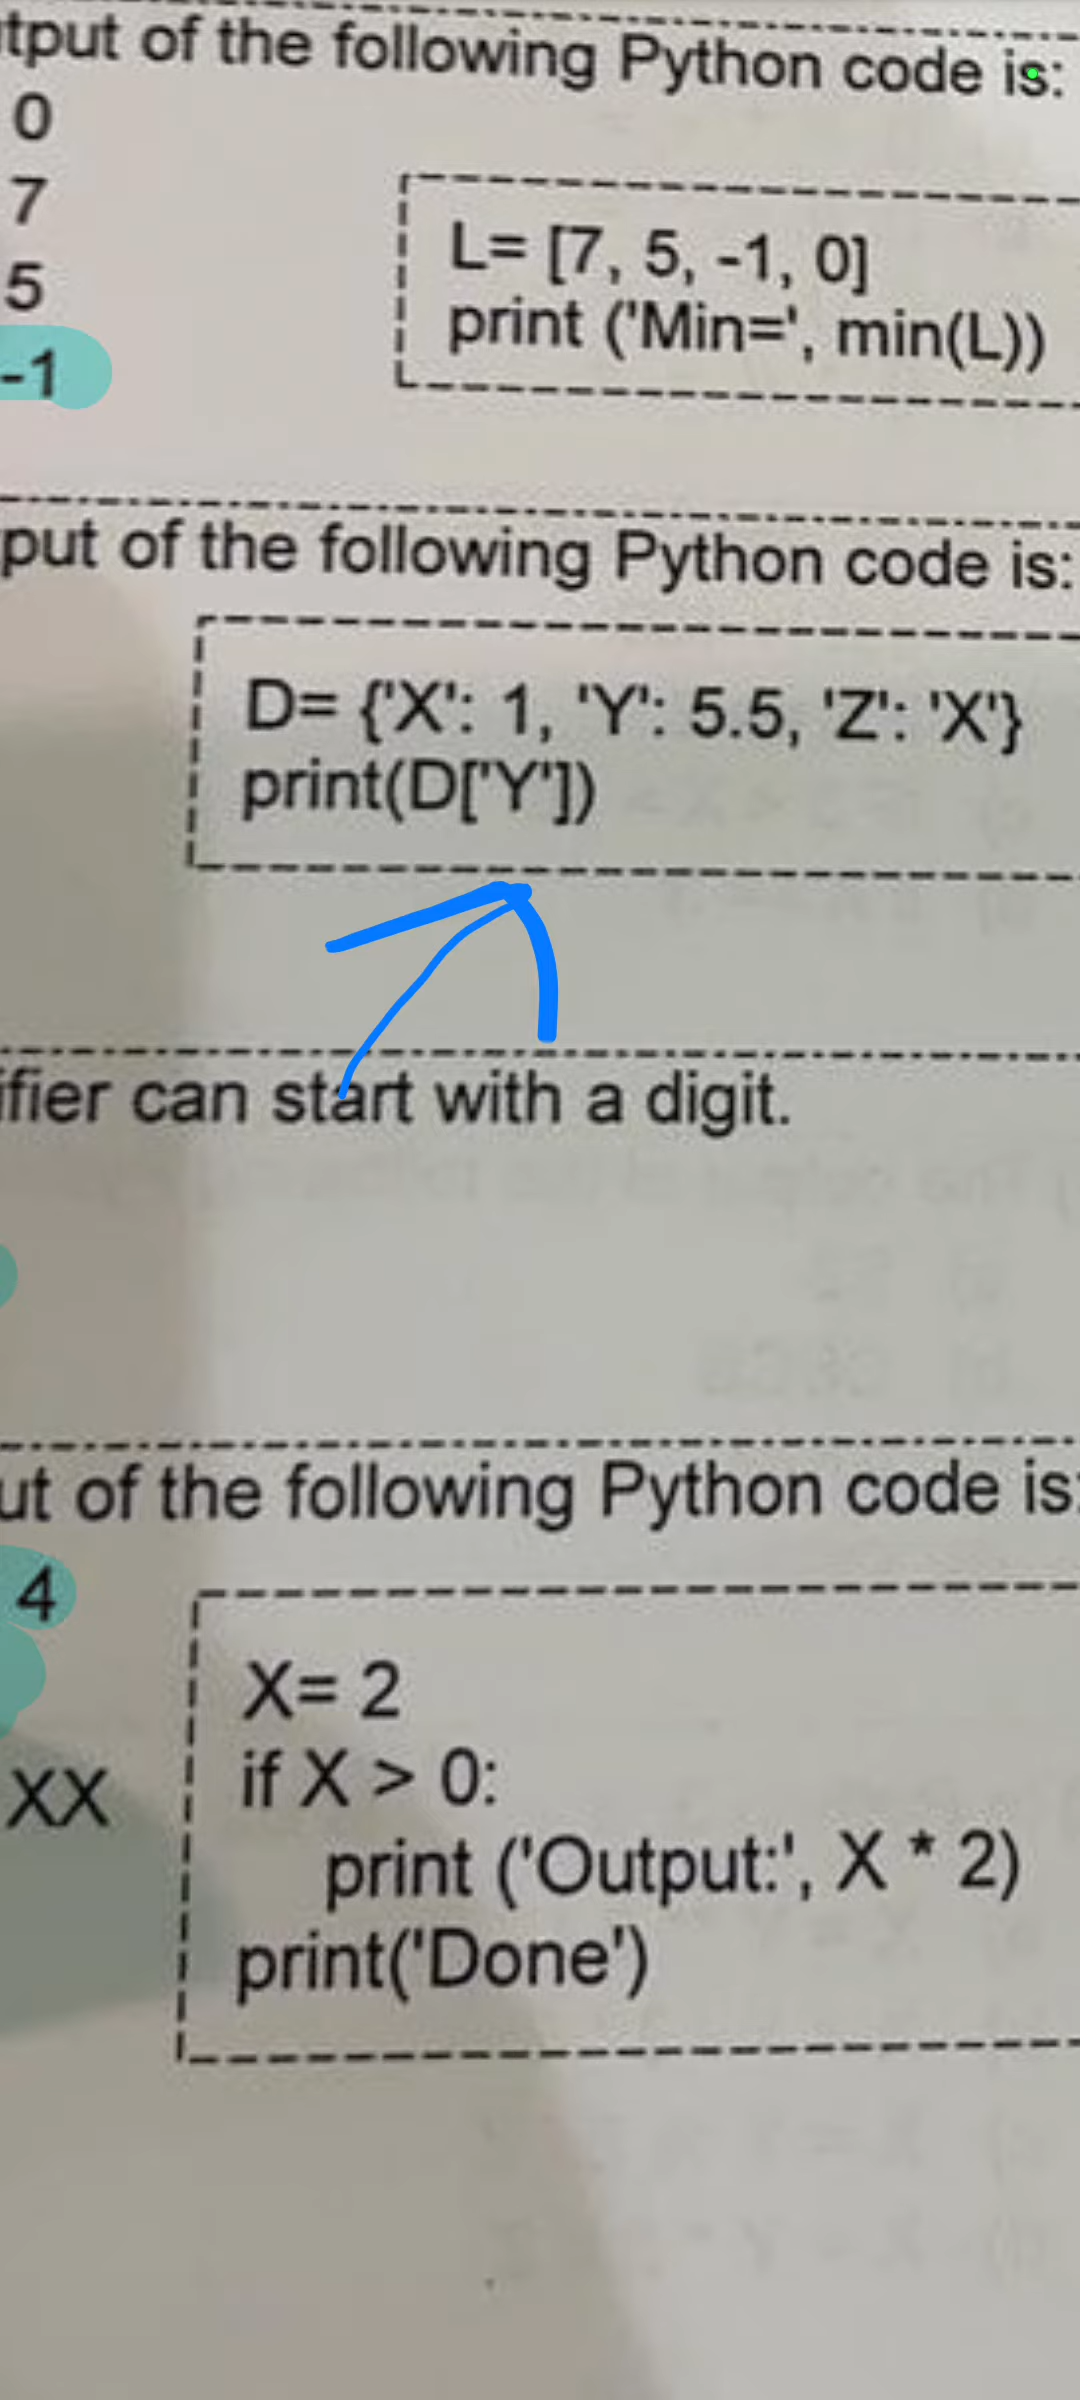 tput of the following Python code is:
0
7
5
-1
L= [7, 5, -1, 0]
print ('Min=', min(L))
put of the following Python code is:
D= {'X': 1, 'Y': 5.5, 'Z': 'X'}
print(D['Y'])
ifier can start with a digit.
ut of the following Python code is:
4
XX
X= 2
if X > 0:
print ('Output:', X * 2)
print('Done')